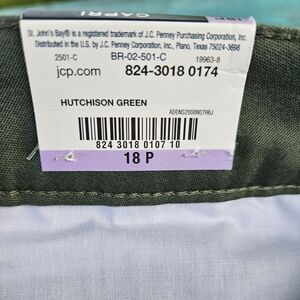 CAPRI
St. John's Bay® is a registered trademark of J.C. Penney Purchasing Corporation, Inc.
Distributed in the U.S. by J.C. Penney Corporation, Inc., Plano, Texas 75024-3698
2501-C BR-02-501-C 19963-8
jcp.com 824-3018 0174
HUTCHISON GREEN
ADDNS2008N07H6J
824 3018 0107 10
18 P